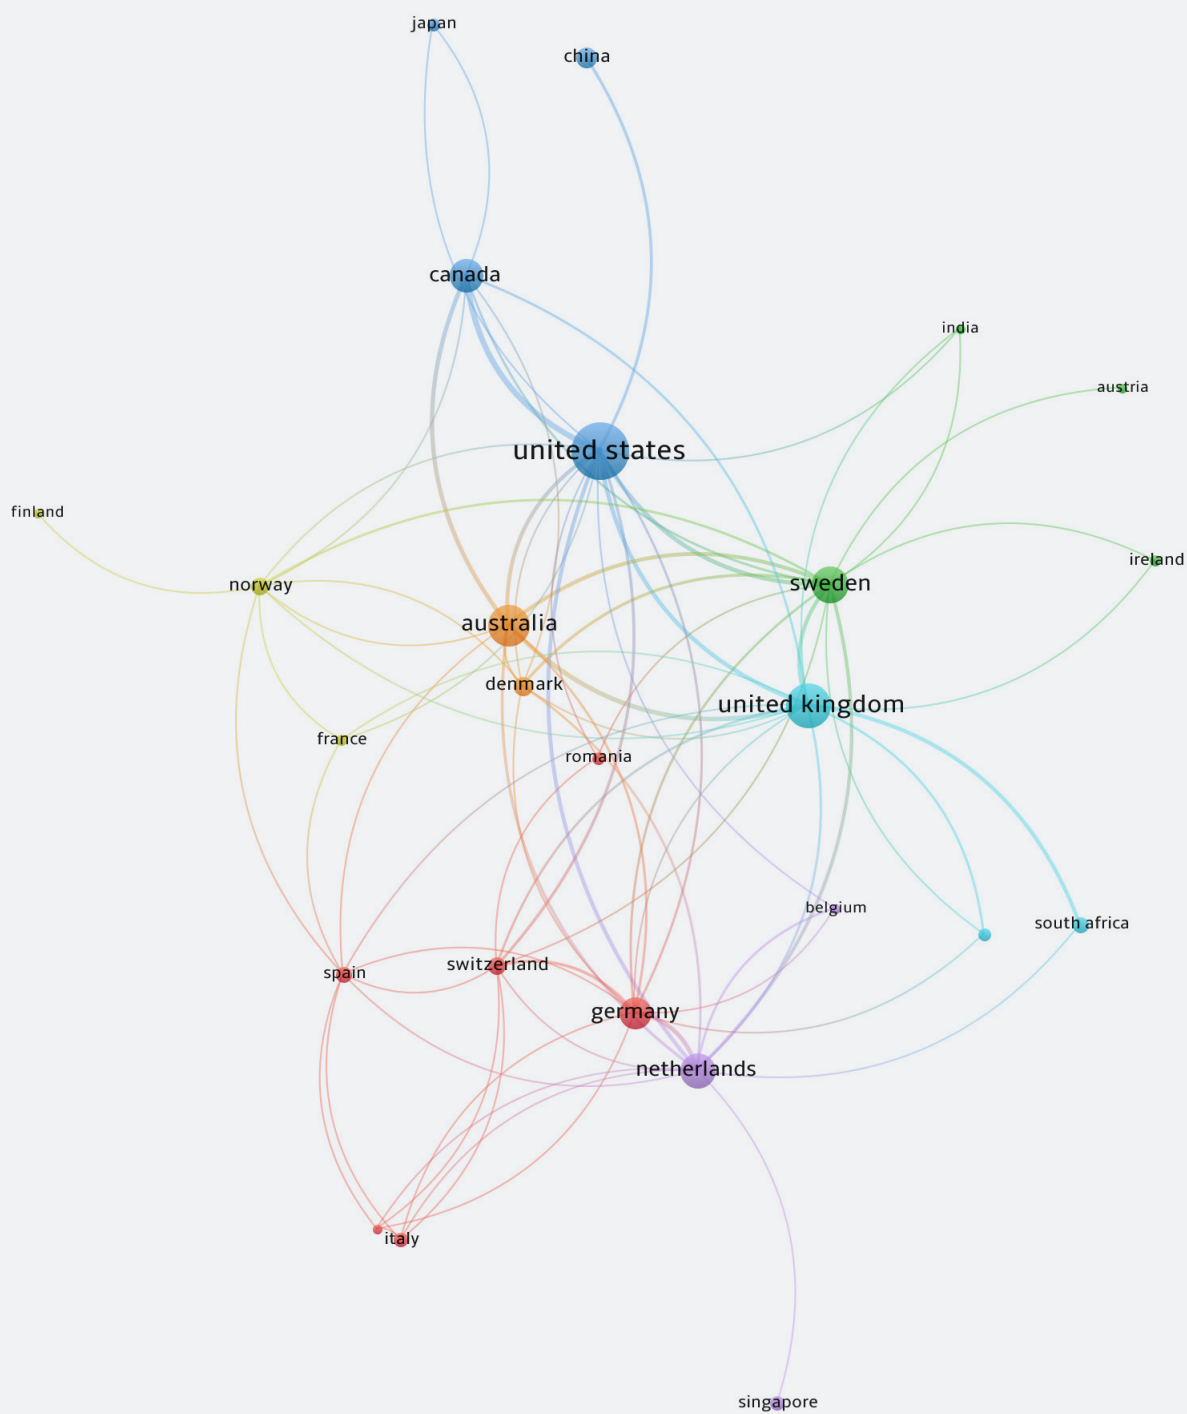 japan
china
canada
india
austria
united states
finland
ireland
norway
sweden
australia
denmark
united kingdom
france
romania
belgium
south africa
switzerland
spain
germany
netherlands
italy
singapore